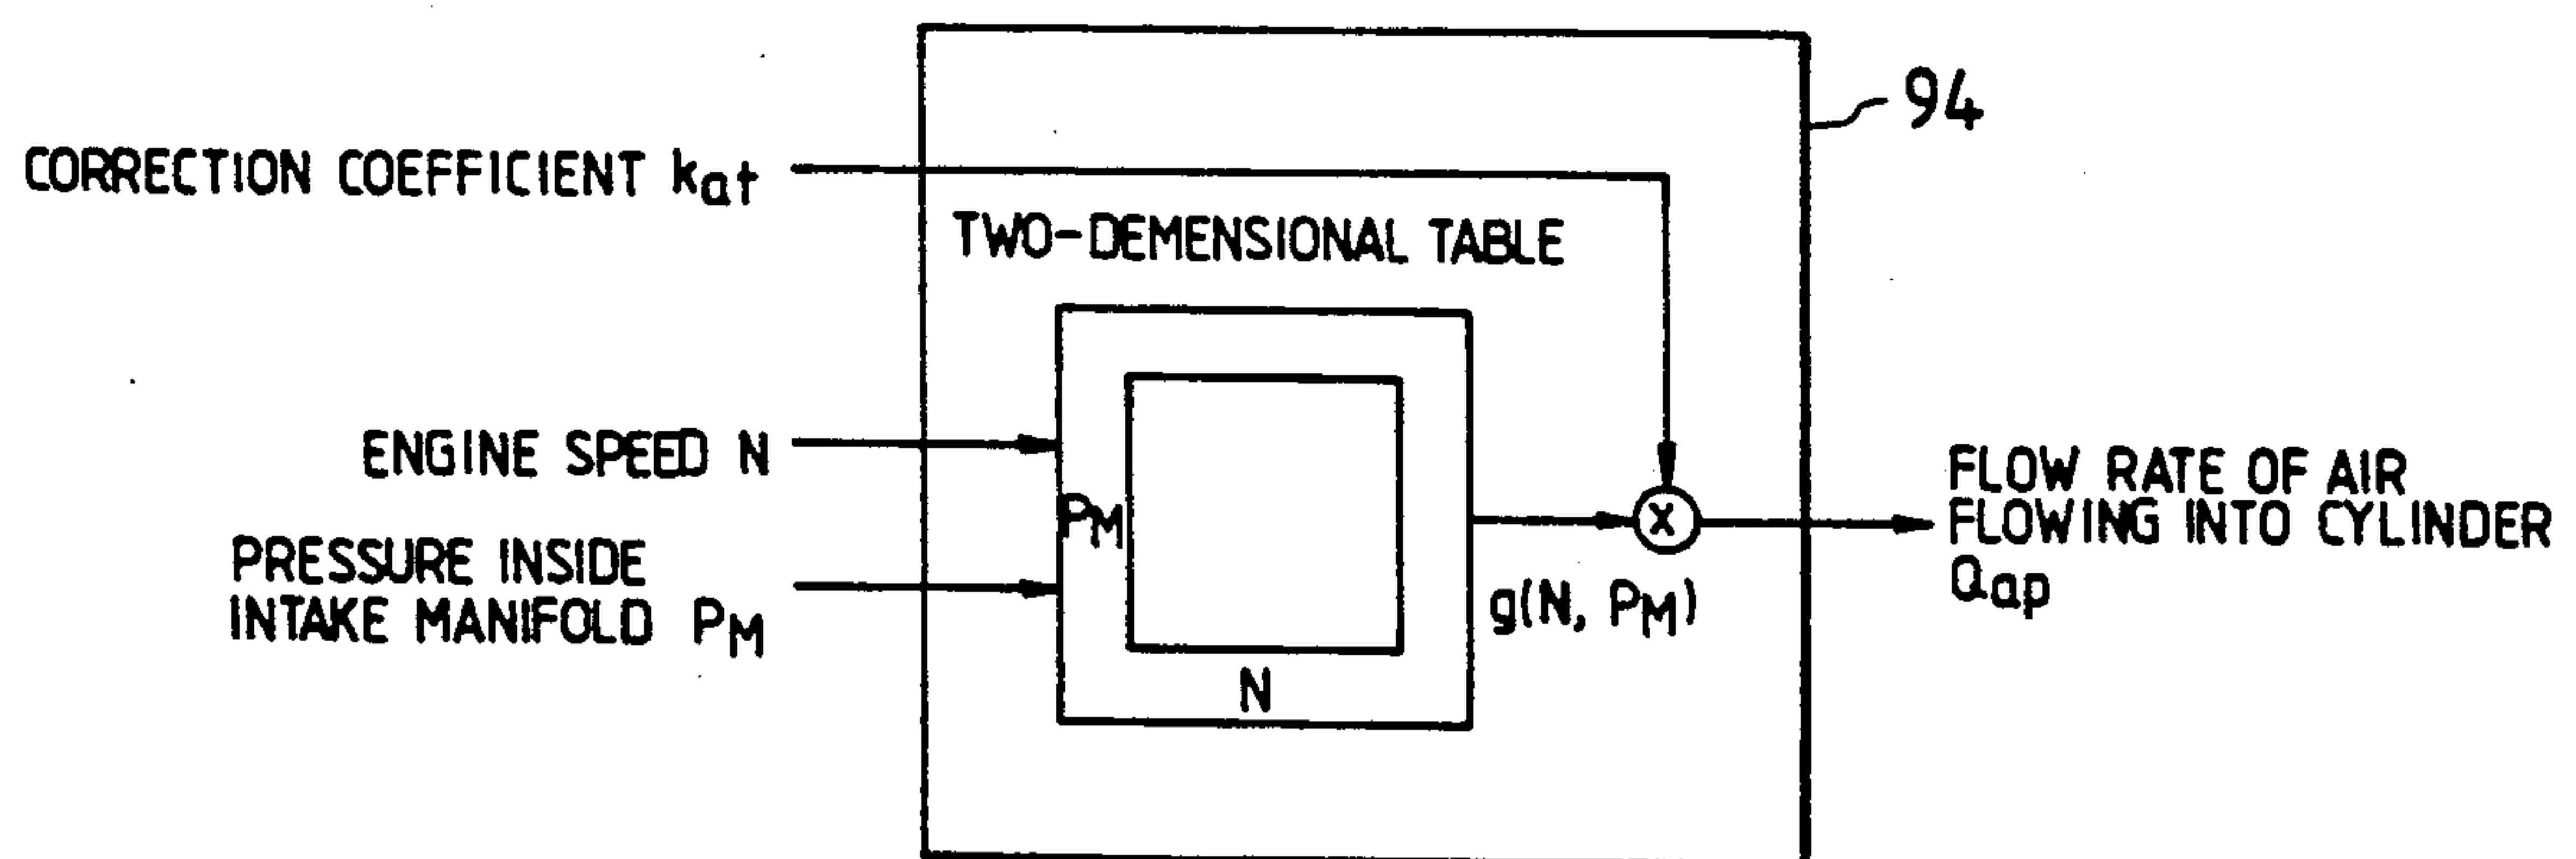 94
CORRECTION COEFFICIENT kat
TWO-DEMENSIONAL TABLE
ENGINE SPEED N
PM
X
FLOW RATE OF AIR
FLOWING INTO CYLINDER
Qap
PRESSURE INSIDE
INTAKE MANIFOLD PM
g(N, PM)
N